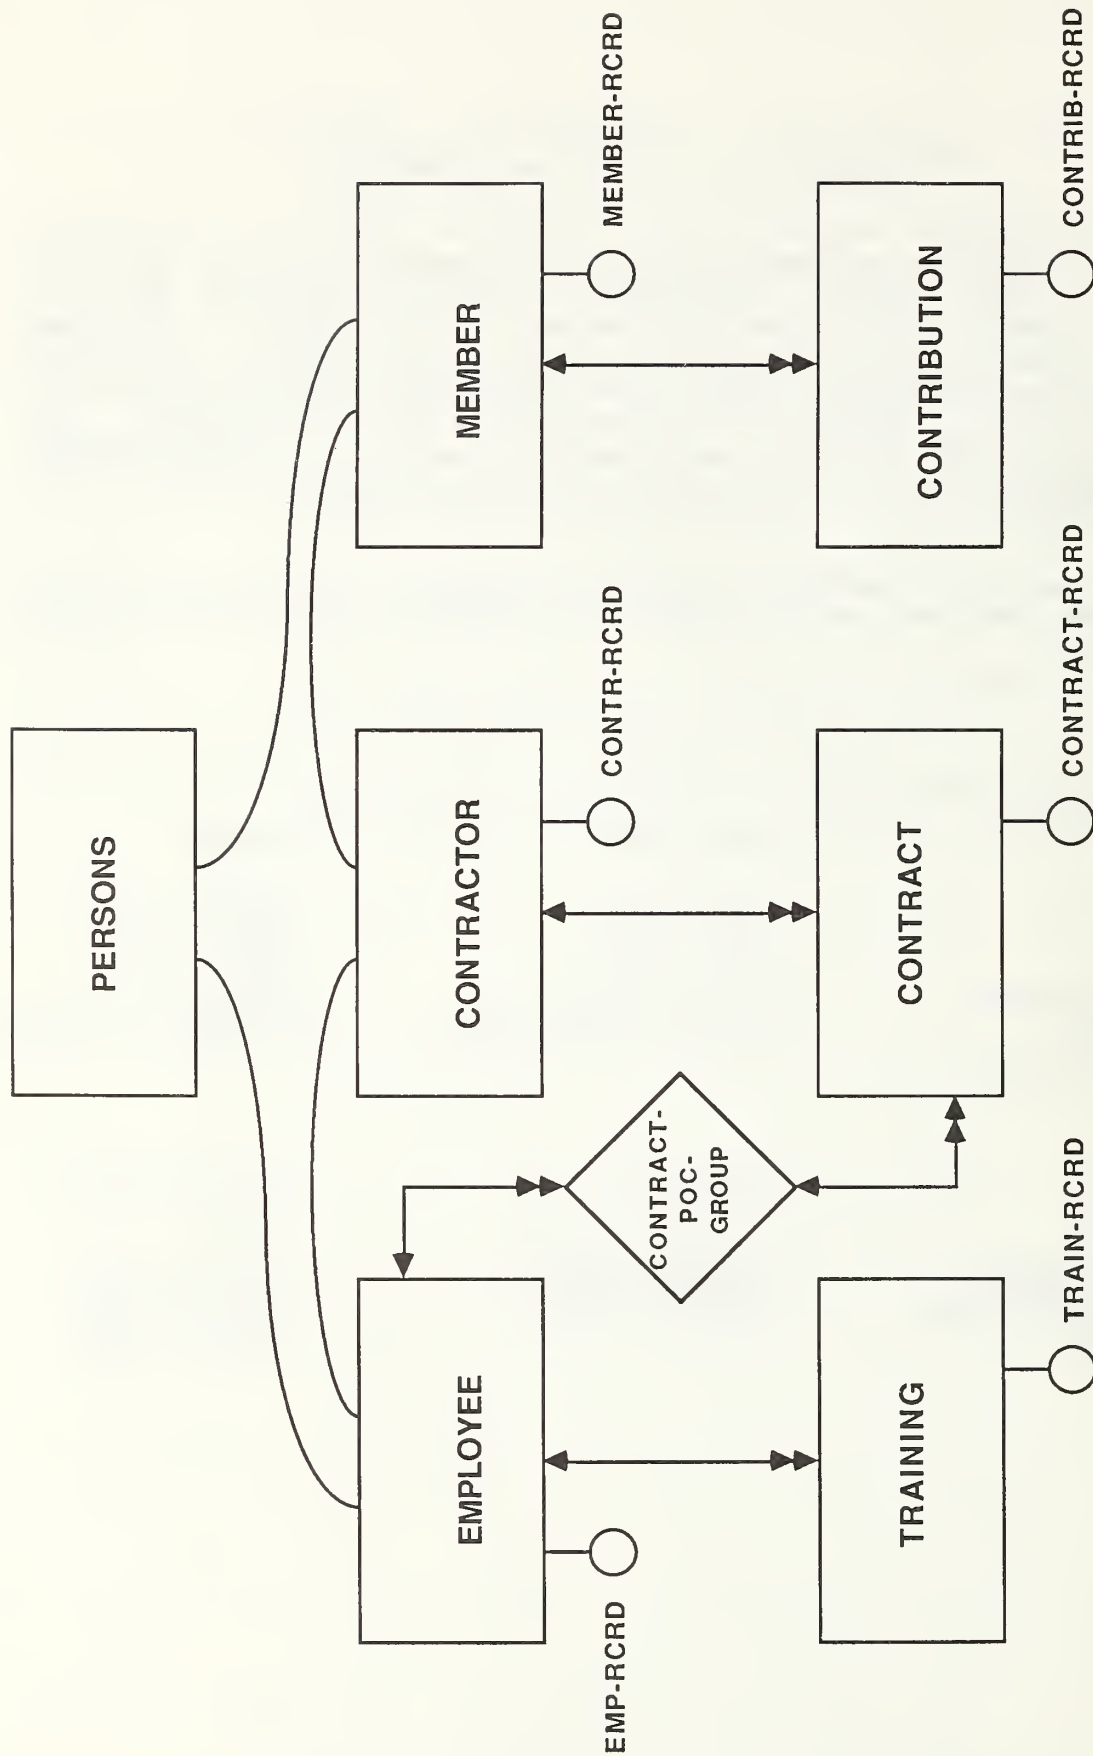 PERSONS
EMPLOYEE
CONTRACTOR
MEMBER
EMP-RCRD
CONTR-RCRD
MEMBER-RCRD
CONTRACT-
POC-
GROUP
TRAINING
CONTRACT
CONTRIBUTION
TRAIN-RCRD
CONTRACT-RCRD
CONTRIB-RCRD